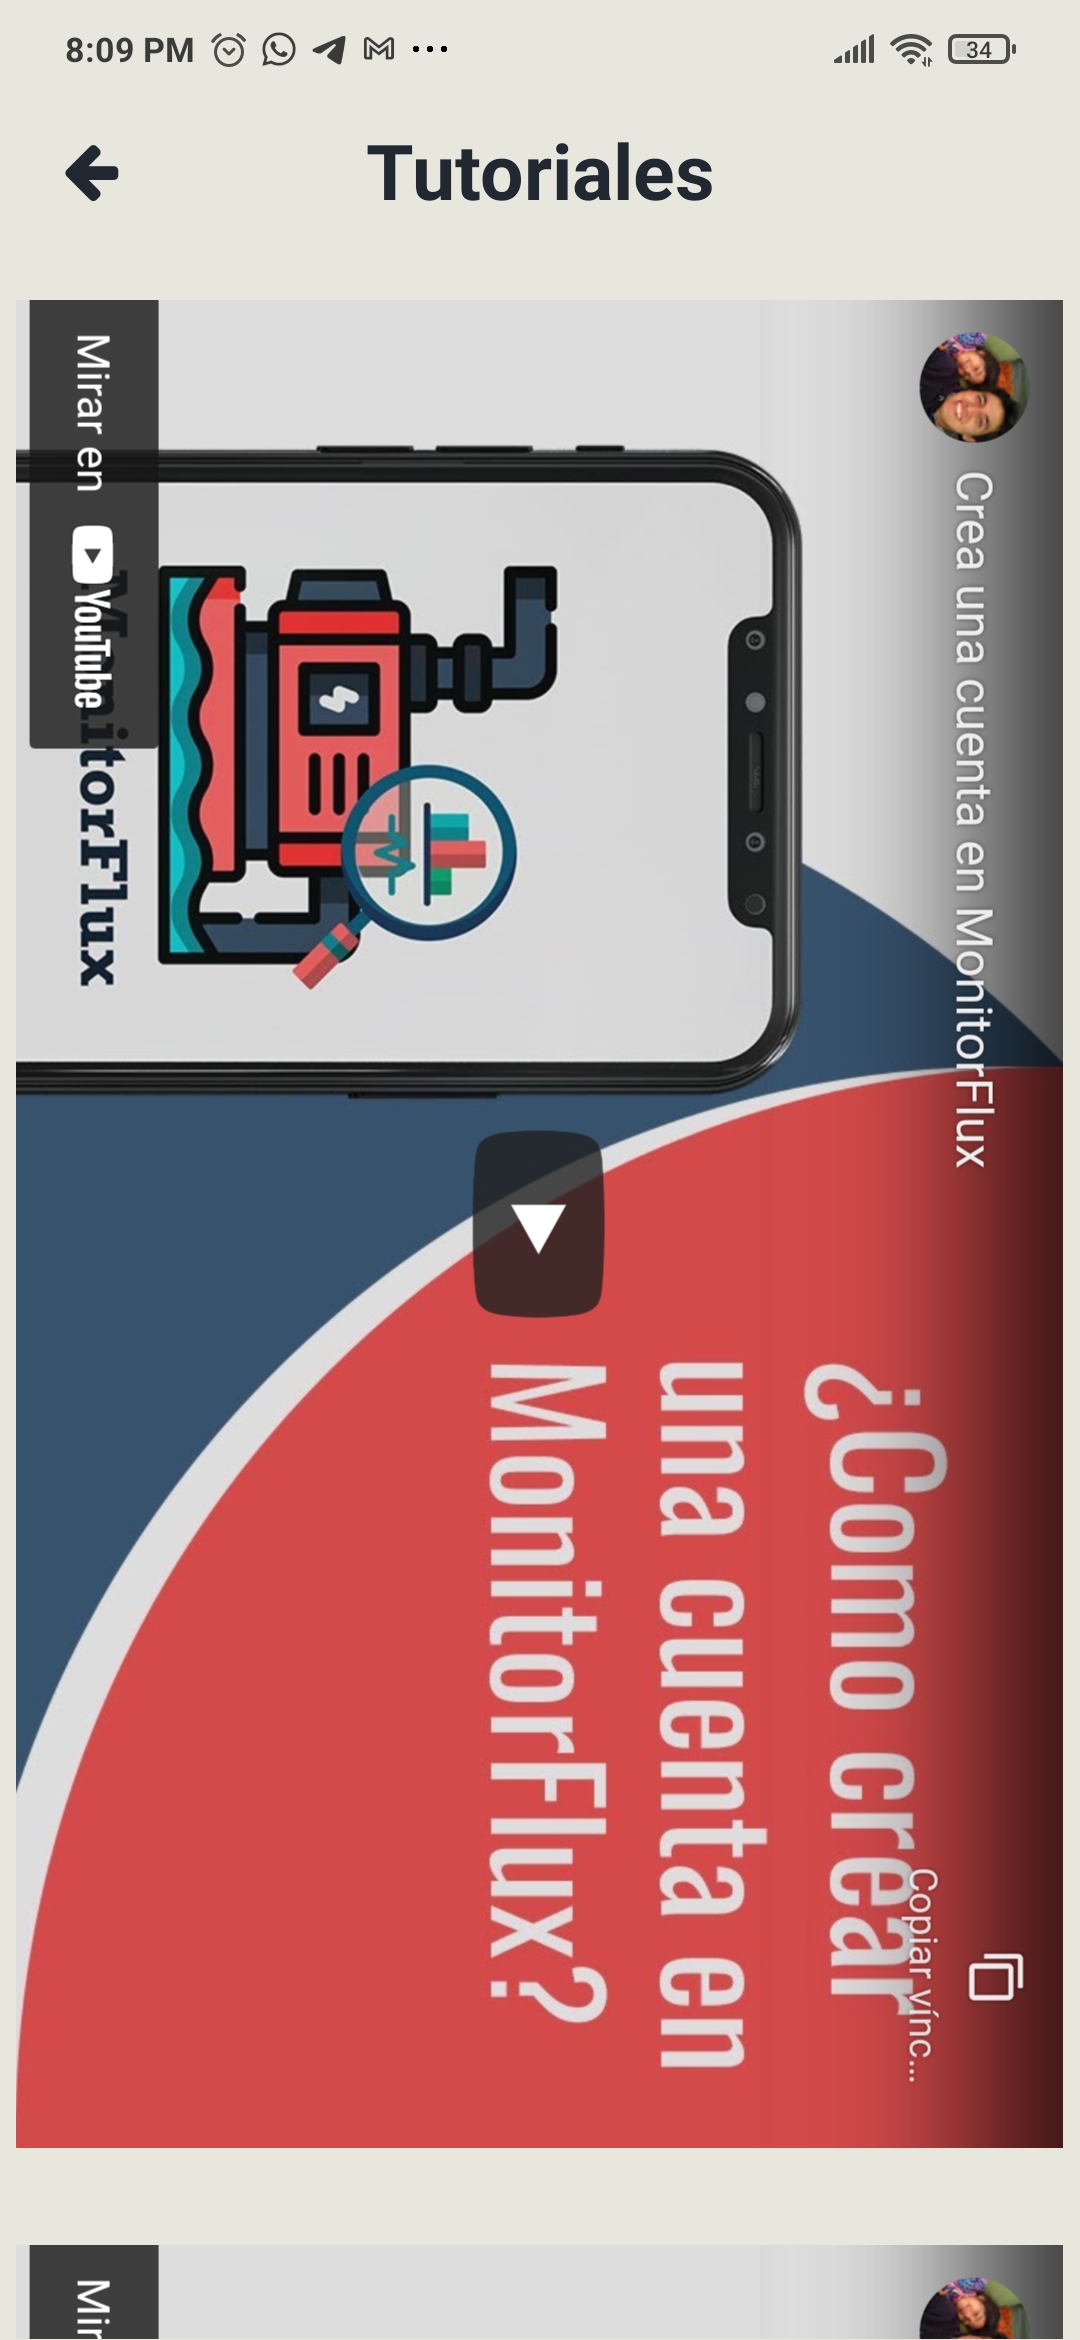 8:09 PM
34
Tutoriales
Crea una cuenta en MonitorFlux
Copiar vínc...
¿Como crear
una cuenta en
MonitorFlux?
MonitorFlux
Mirar en YouTube
Mir